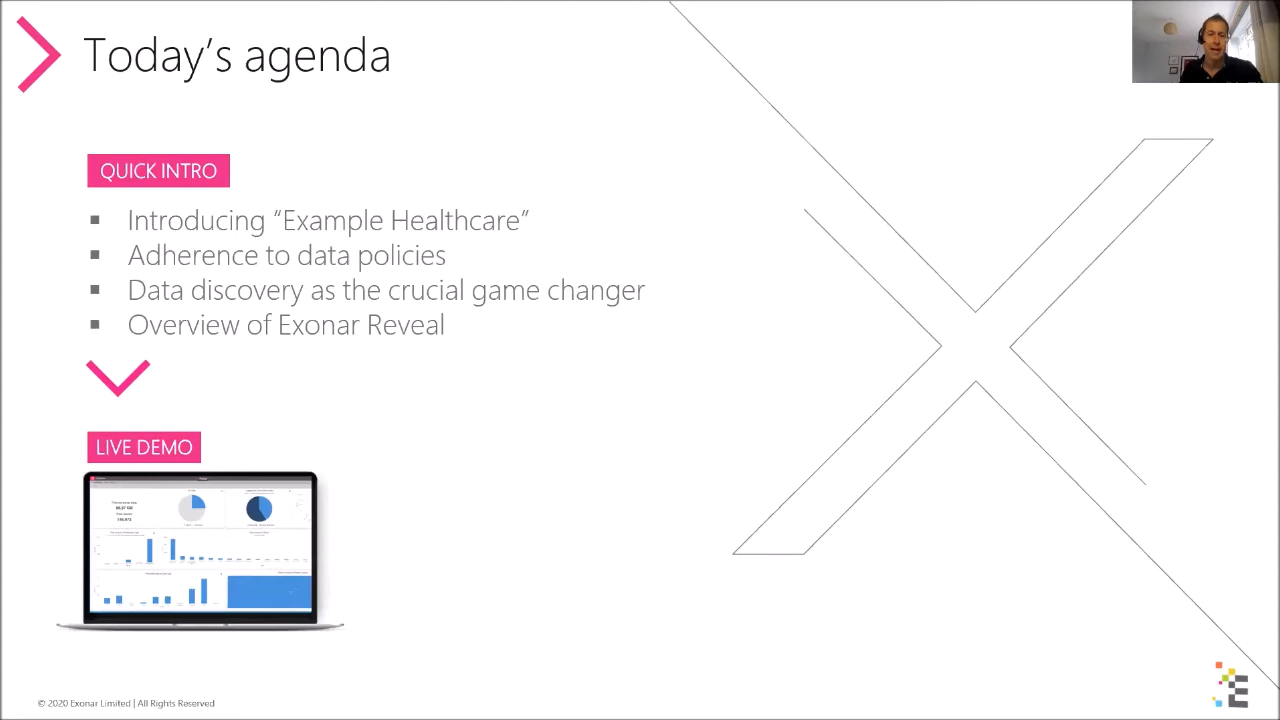 Today's agenda
QUICK INTRO
Introducing “Example Healthcare”
Adherence to data policies
Data discovery as the crucial game changer
Overview of Exonar Reveal
LIVE DEMO
© 2020 Exonar Limited | All Rights Reserved